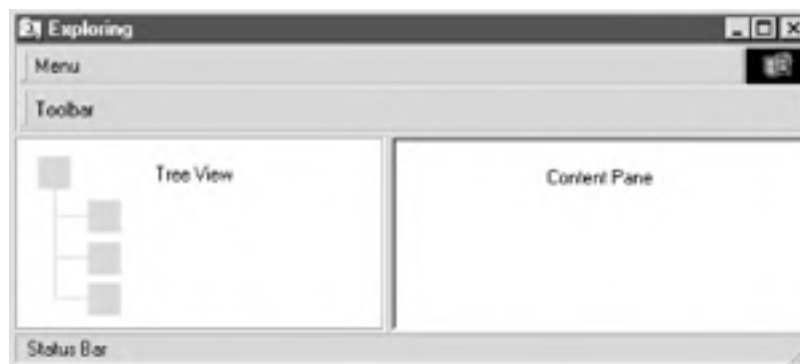 Exploring
Menu
Toolbar
Tree View
Content Pane
Status Bar